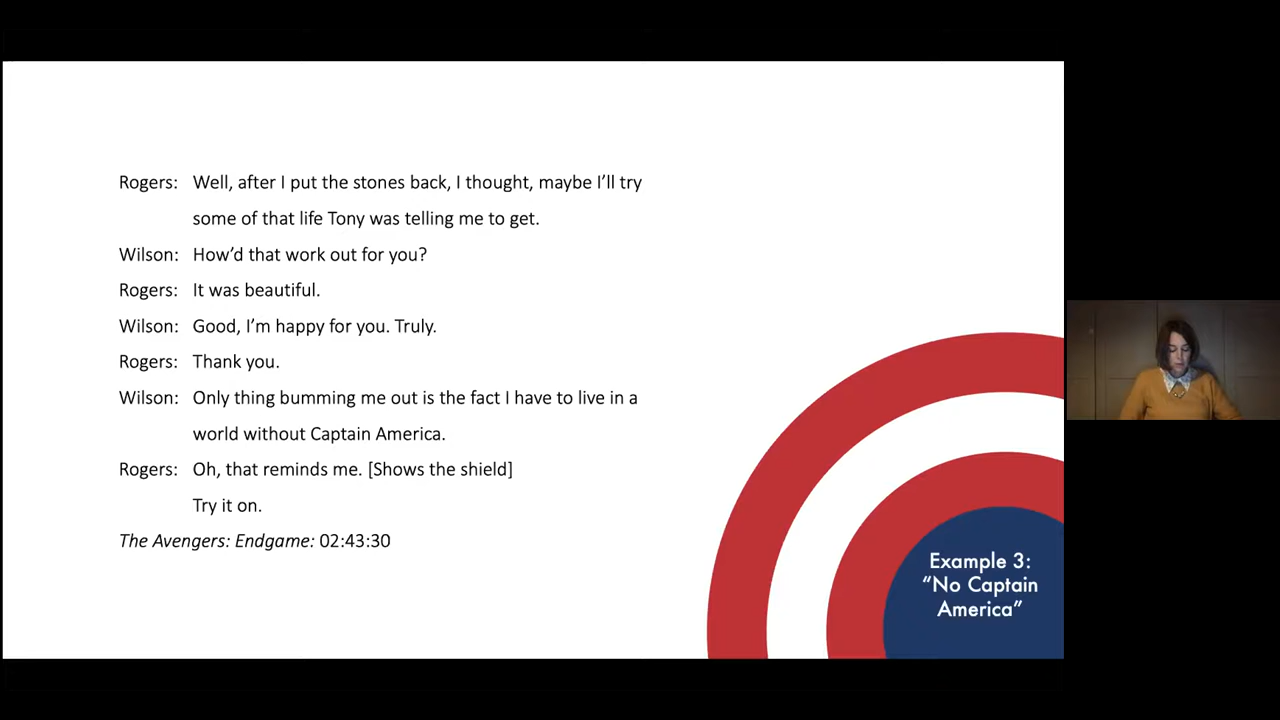 Rogers: Well, after I put the stones back, I thought, maybe I’ll try
some of that life Tony was telling me to get.
Wilson: How’d that work out for you?
Rogers: It was beautiful.
Wilson: Good, I’m happy for you. Truly.
Rogers: Thank you.
Wilson: Only thing bumming me out is the fact I have to live in a
world without Captain America.
Rogers: Oh, that reminds me. [Shows the shield]
Try it on.
The Avengers: Endgame: 02:43:30
Example 3:
“No Captain
America”